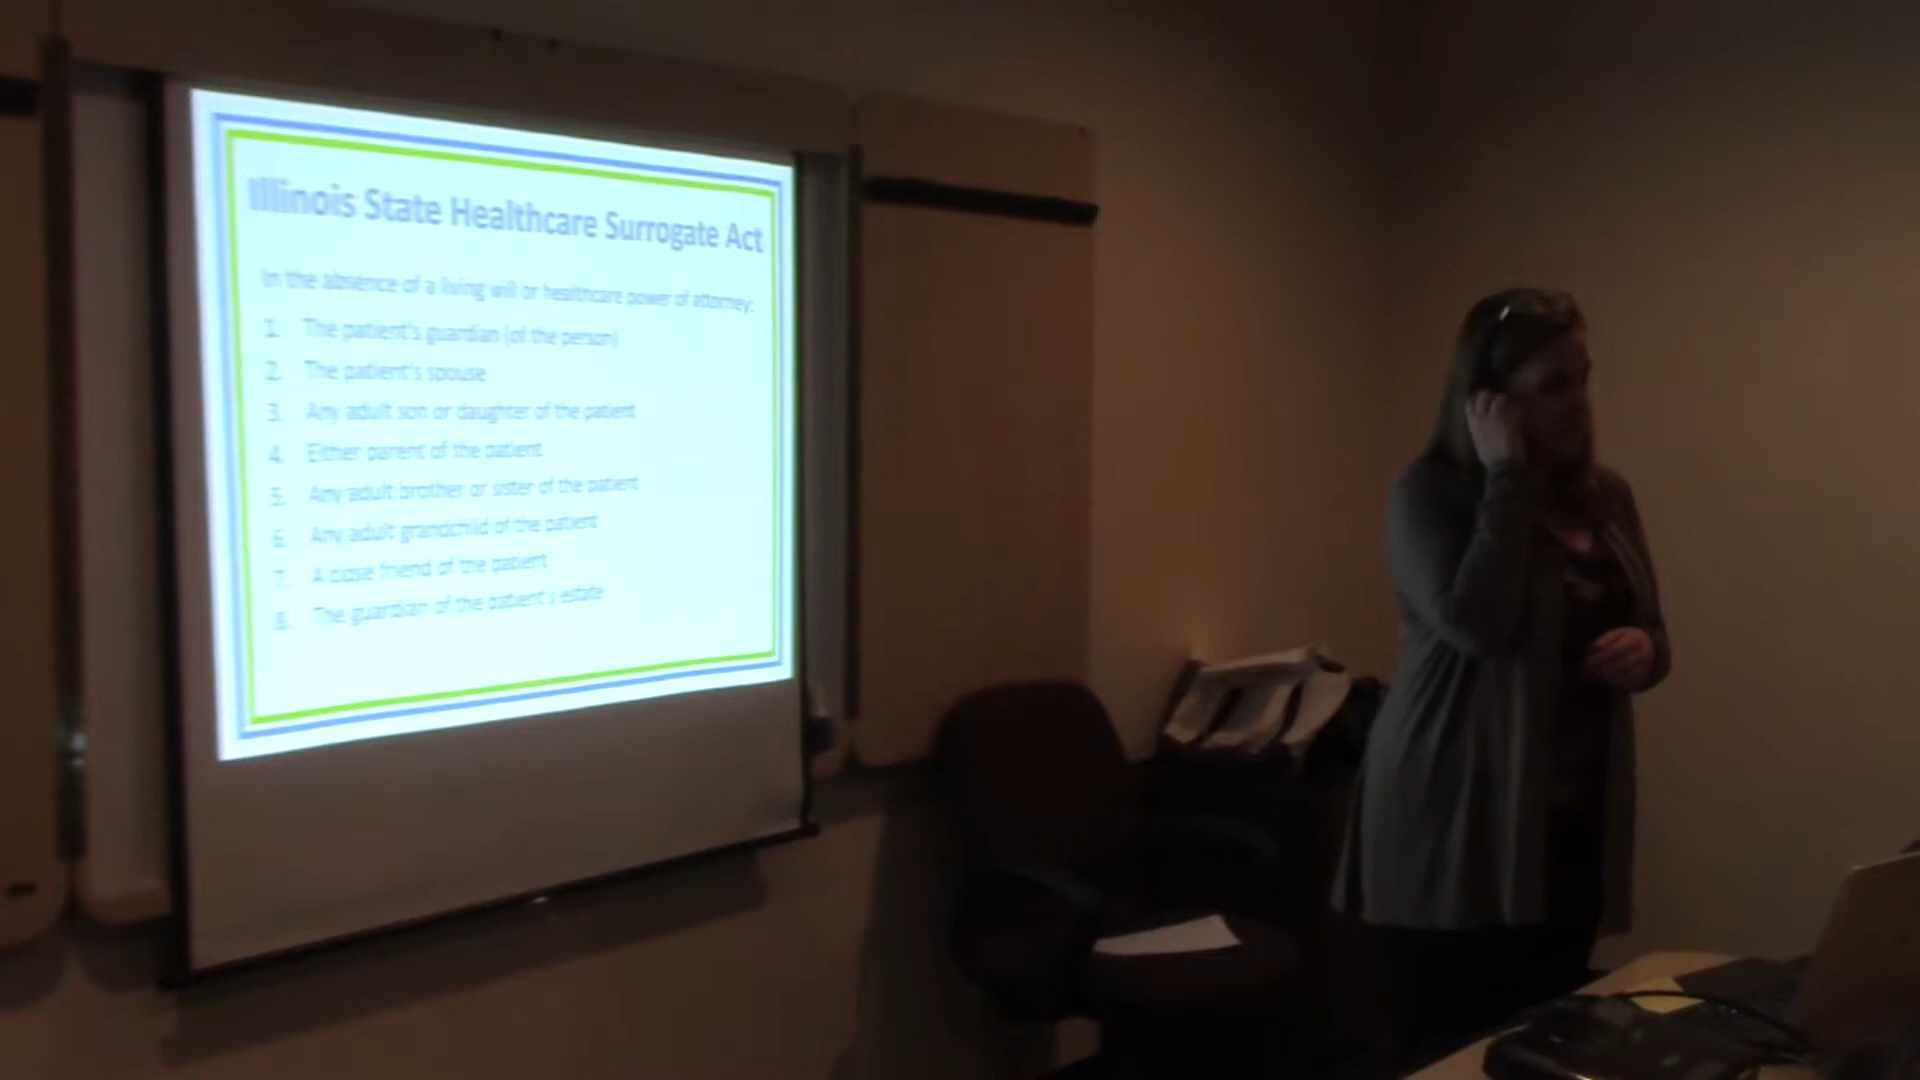 Illinois State Healthcare Surrogate Act
In the absence of a living will or healthcare power of attorney:
1. The patient's guardian (of the person)
2. The patient's spouse
3. Any adult son or daughter of the patient
4. Either parent of the patient
5. Any adult brother or sister of the patient
6. Any adult grandchild of the patient
7. A close friend of the patient
8. The guardian of the patient's estate